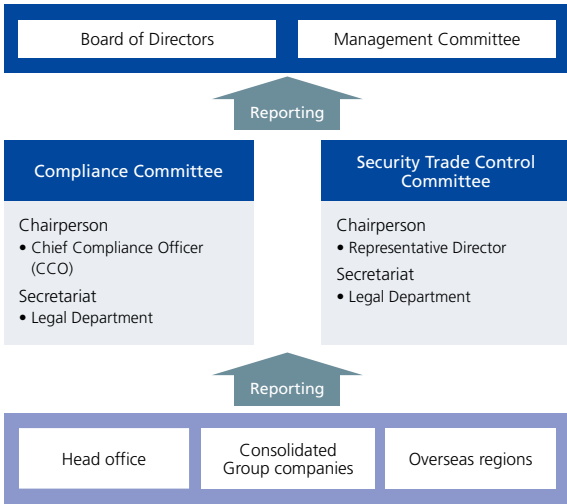 Board of Directors
Management Committee
Reporting
Compliance Committee
Chairperson
• Chief Compliance Officer
(CCO)
Secretariat
• Legal Department
Security Trade Control
Committee
Chairperson
• Representative Director
Secretariat
• Legal Department
Reporting
Head office
Consolidated
Group companies
Overseas regions